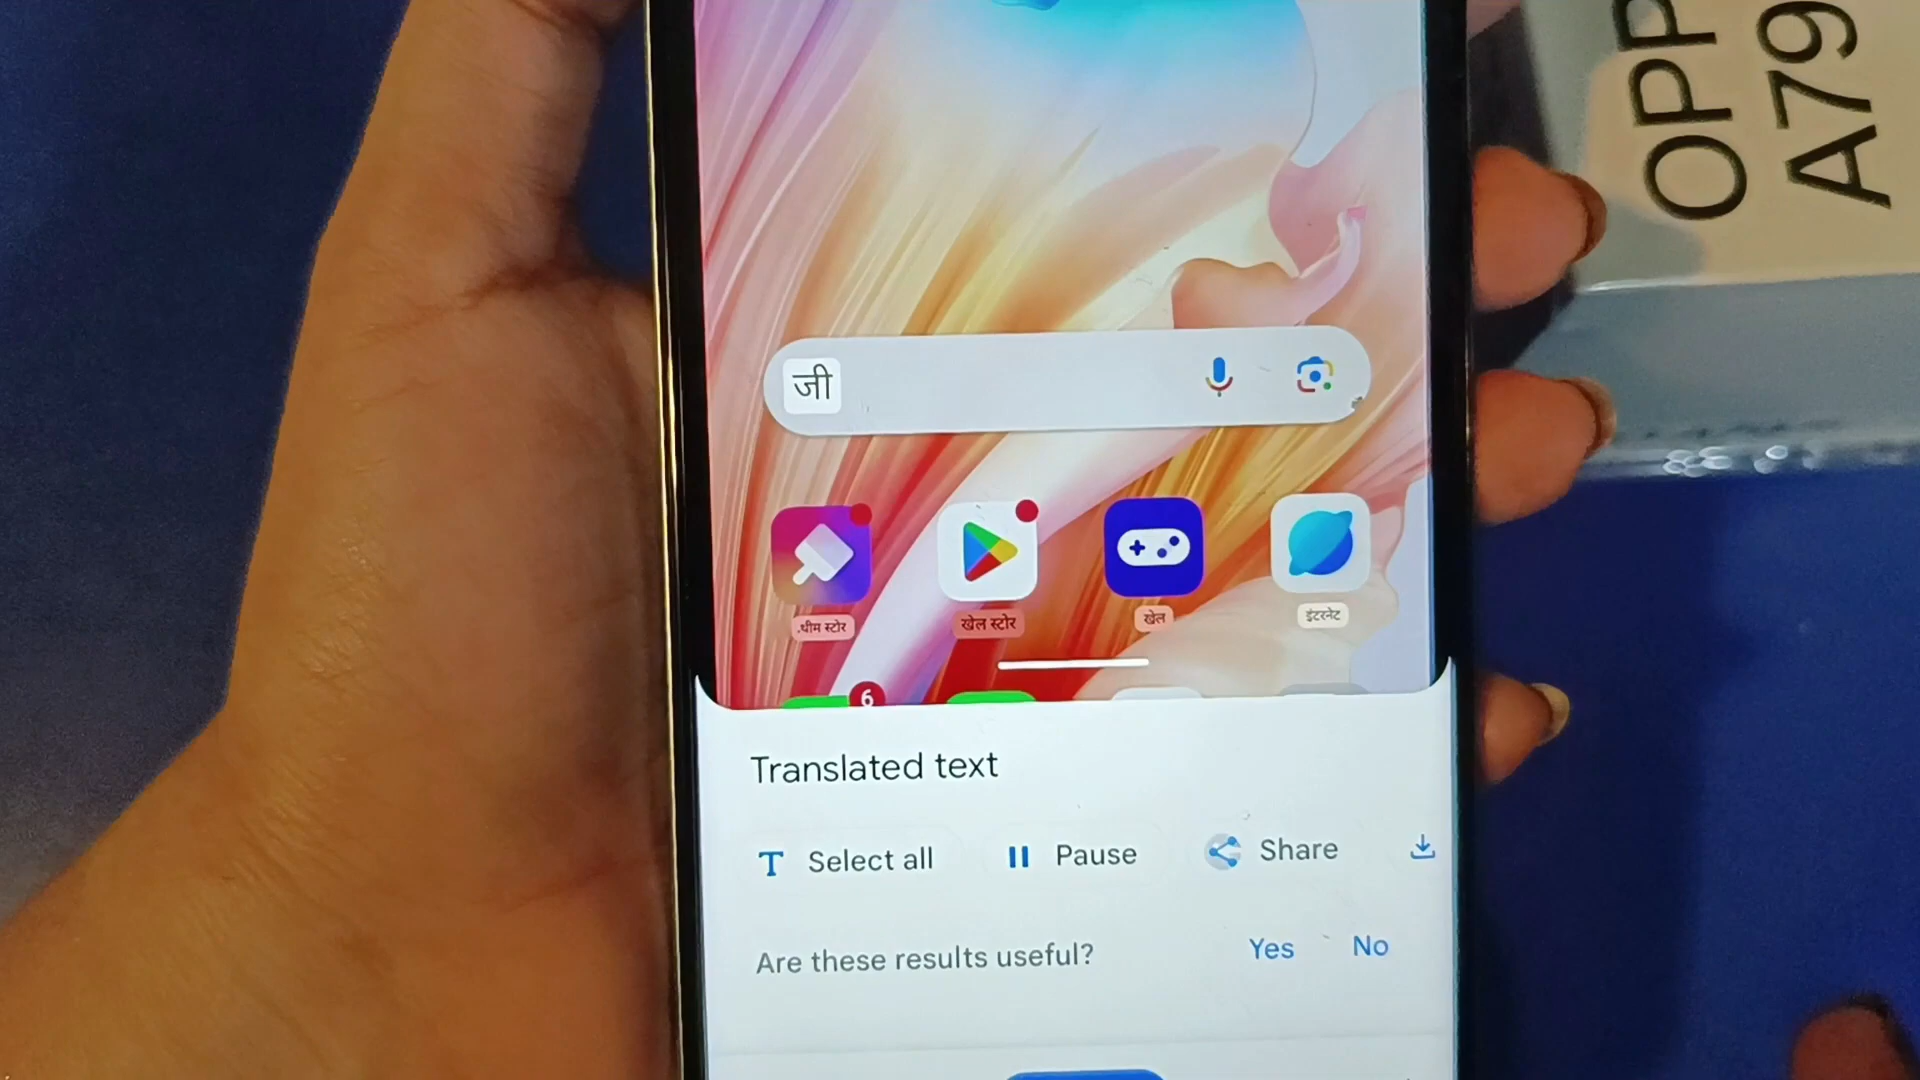 जी
थीम स्टोर
खेल स्टोर
खेल
इंटरनेट
6
Translated text
Select all
Pause
Share
Are these results useful?
Yes
No
OPP
A79